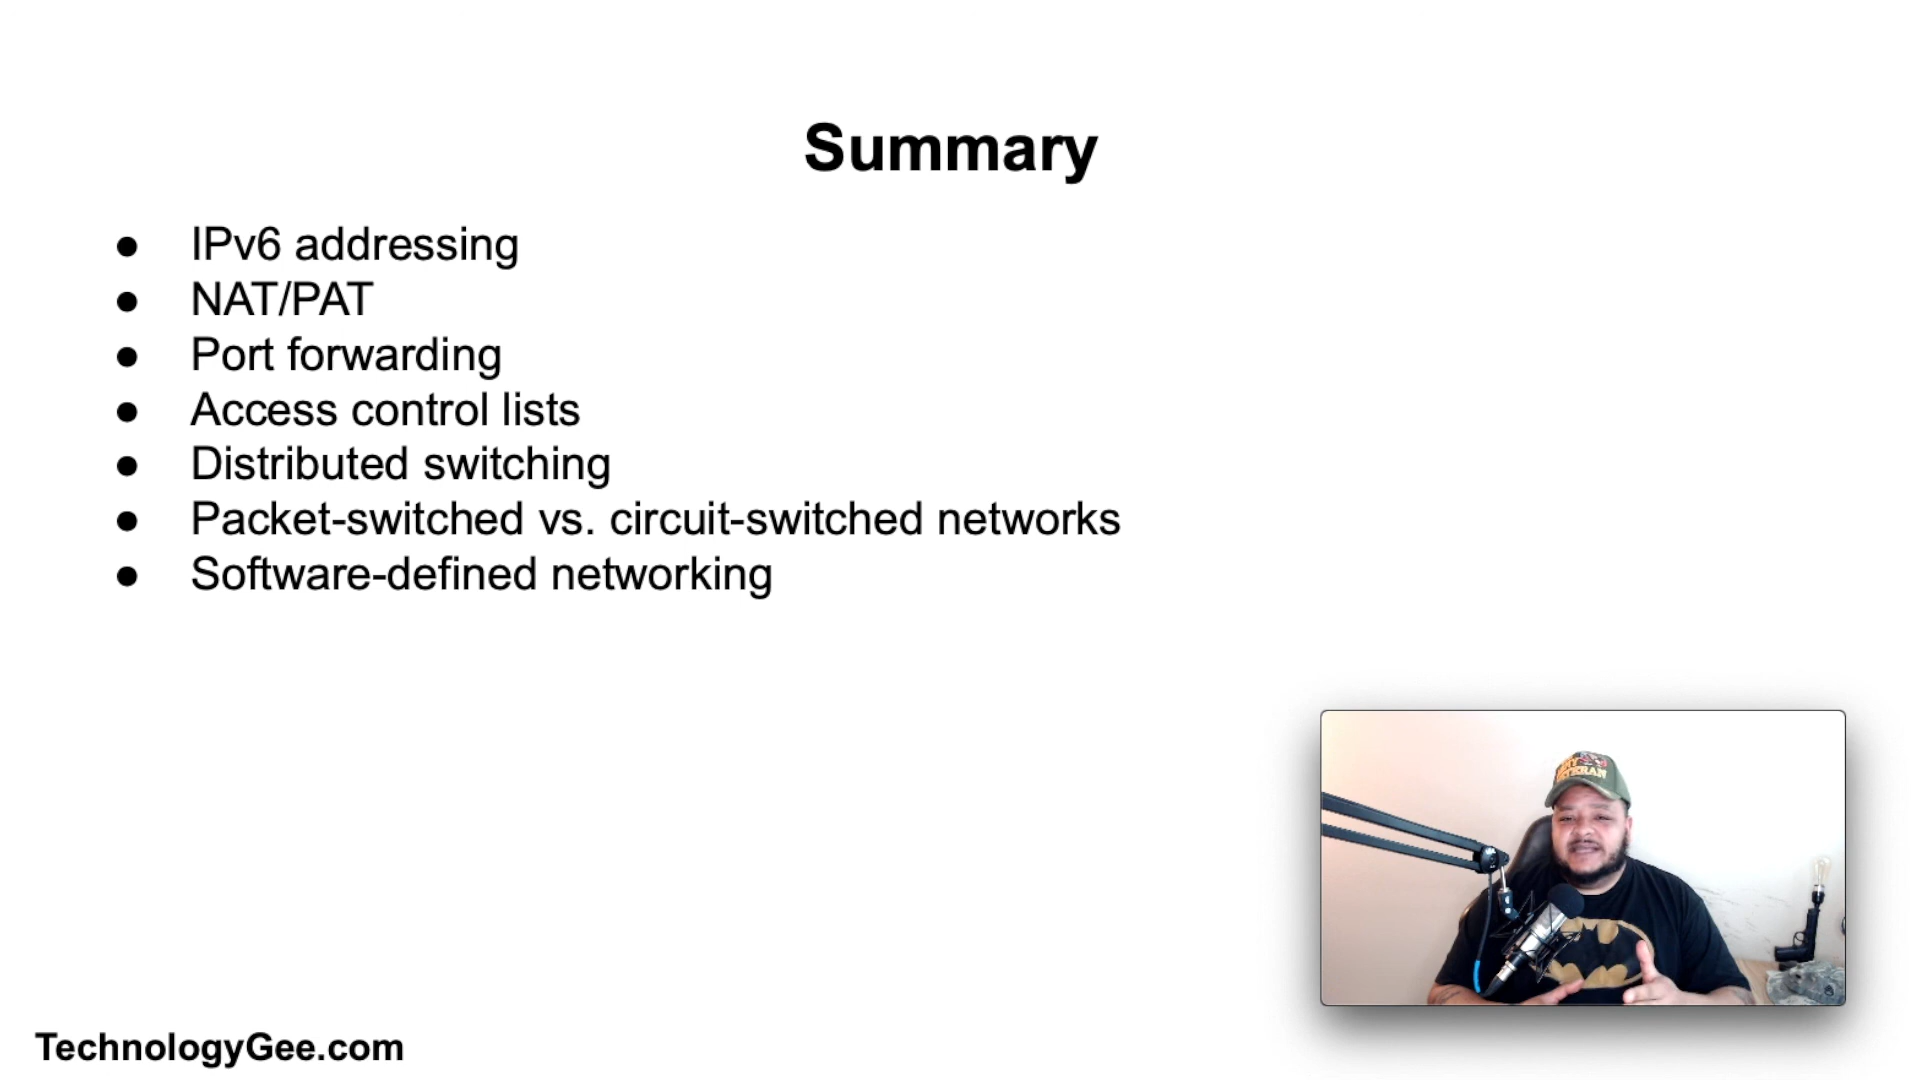 Summary
● IPv6 addressing
● NAT/PAT
● Port forwarding
● Access control lists
● Distributed switching
● Packet-switched vs. circuit-switched networks
● Software-defined networking
VETERAN
TechnologyGee.com